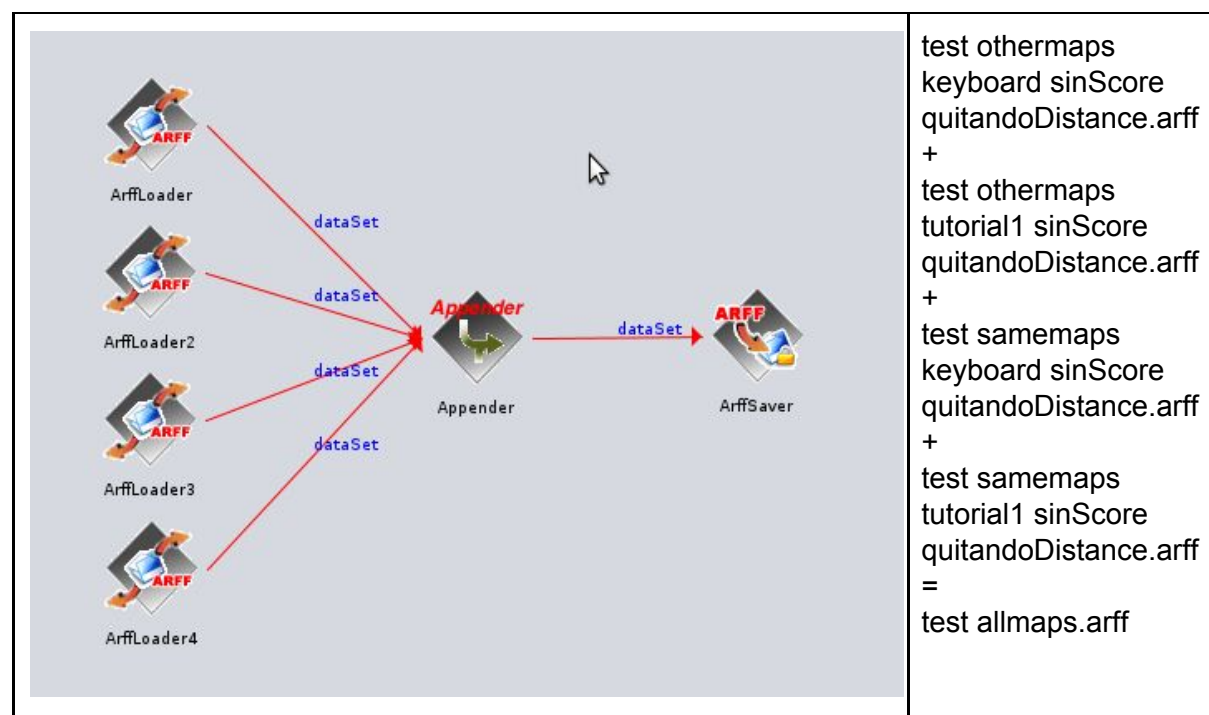 ARFF
ArffLoader
dataSet
ARFF
ArffLoader2
dataSet
ARFF
ArffLoader3
dataSet
ARFF
ArffLoader4
dataSet
Appender
Appender
dataSet
ARFF
ArffSaver
test othermaps
keyboard sinScore
quitandoDistance.arff
+
test othermaps
tutorial1 sinScore
quitandoDistance.arff
+
test samemaps
keyboard sinScore
quitandoDistance.arff
+
test samemaps
tutorial1 sinScore
quitandoDistance.arff
=
test allmaps.arff